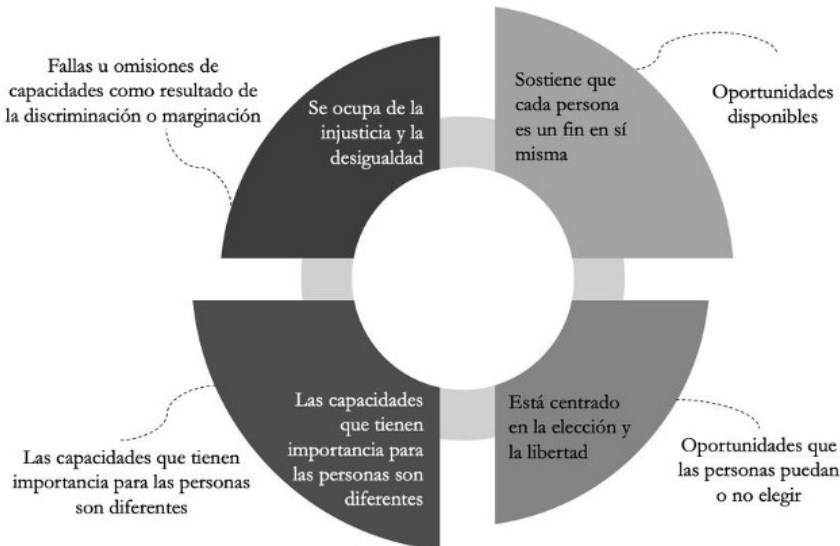 Fallas u omisiones de
capacidades como resultado de
la discriminación o marginación
Se ocupa de la
injusticia y la
desigualdad
Sostiene que
cada persona
es un fin en sí
misma
Oportunidades
disponibles
Las capacidades que tienen
importancia para las personas
son diferentes
Las capacidades
que tienen
importancia para
las personas son
diferentes
Está centrado
en la elección y
la libertad
Oportunidades que
las personas puedan
o no elegir